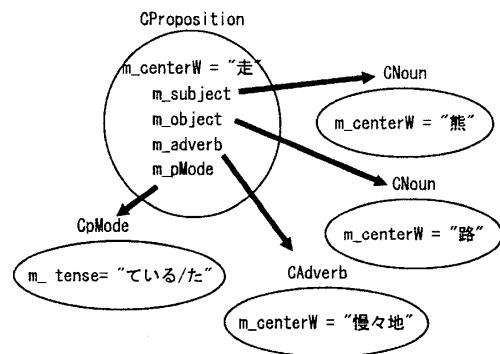 CProposition
m_centerW = "走"
m_subject
m_object
m_adverb
m_pMode
CNoun
m_centerW = "熊"
CNoun
m_centerW = "路"
CpMode
m_ tense= "ている/た"
CAdverb
m_centerW = "慢々地"